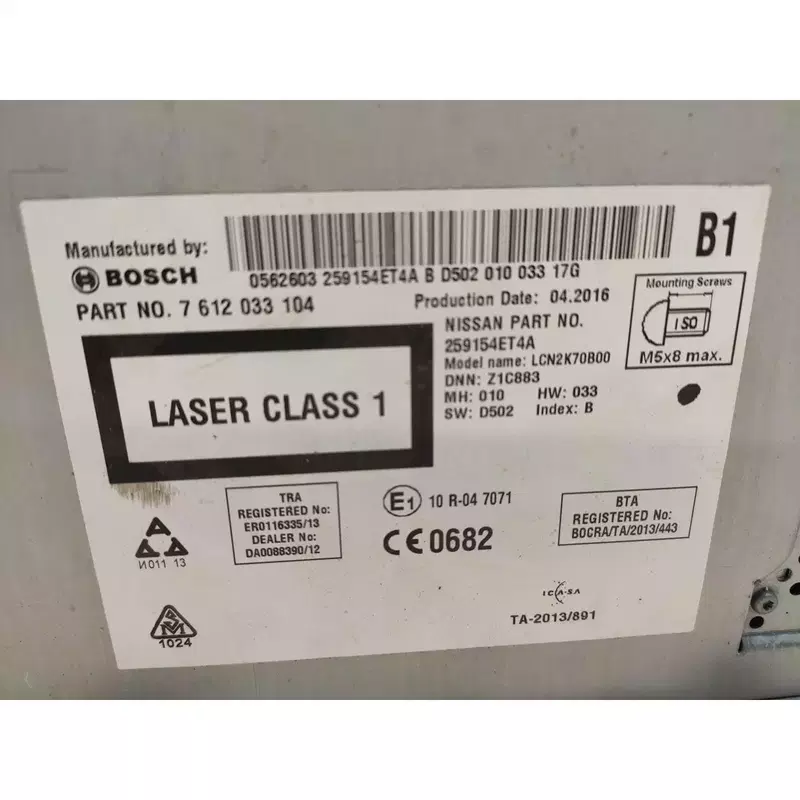 Manufactured by:
BOSCH
0562603 259154ET4A B D502 010 033 17G
B1
PART NO. 7 612 033 104
Production Date: 04.2016
NISSAN PART NO.
259154ET4A
Model name: LCN2K70B00
DNN: Z1C883
MH: 010 HW: 033
SW: D502 Index: B
Mounting Screws
ISO
M5x8 max.
LASER CLASS 1
TRA
REGISTERED No:
ER0116335/13
DEALER No:
DA0088390/12
E1 10 R-04 7071
CE 0682
BTA
REGISTERED No:
BOCRA/TA/2013/443
И011 13
SM
1024
ICASA
TA-2013/891